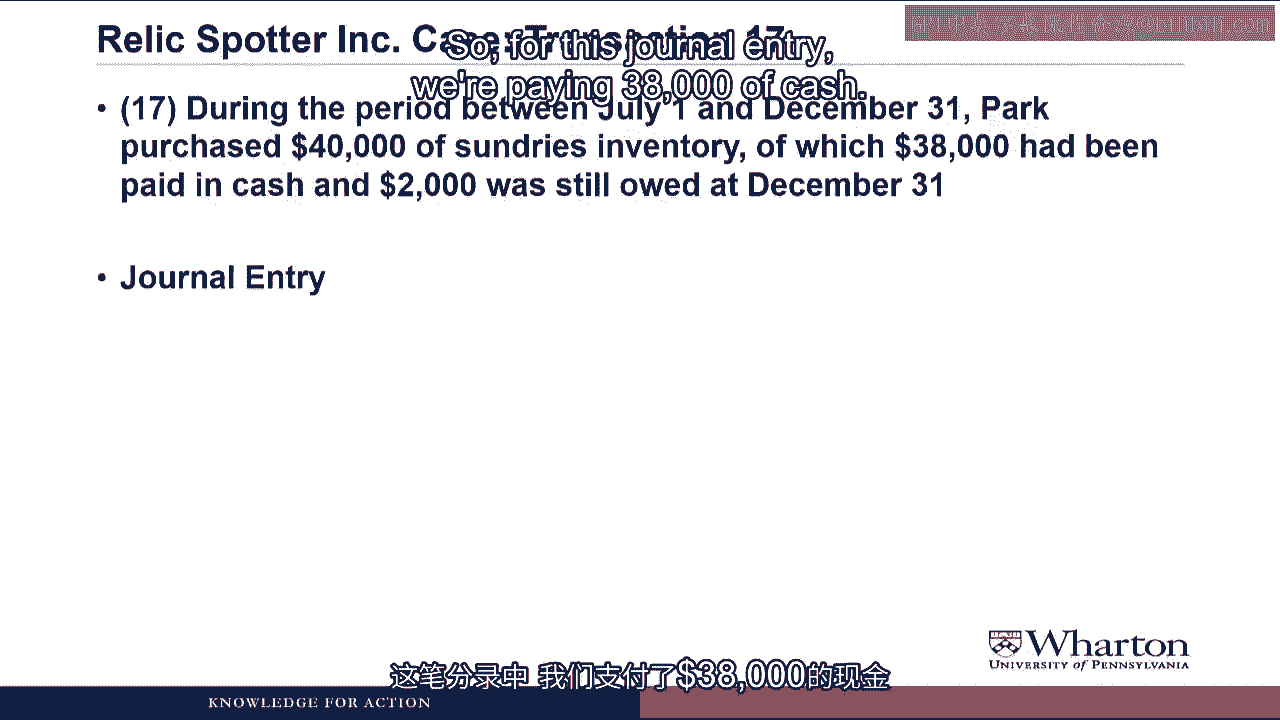 Relic Spotter Inc. Case: Transaction 17
So, for this journal entry,
we're paying 38,000 of cash.
• (17) During the period between July 1 and December 31, Park
purchased $40,000 of sundries inventory, of which $38,000 had been
paid in cash and $2,000 was still owed at December 31
• Journal Entry
Wharton
UNIVERSITY of PENNSYLVANIA
这笔分录中 我们支付了$38,000的现金
KNOWLEDGE FOR ACTION